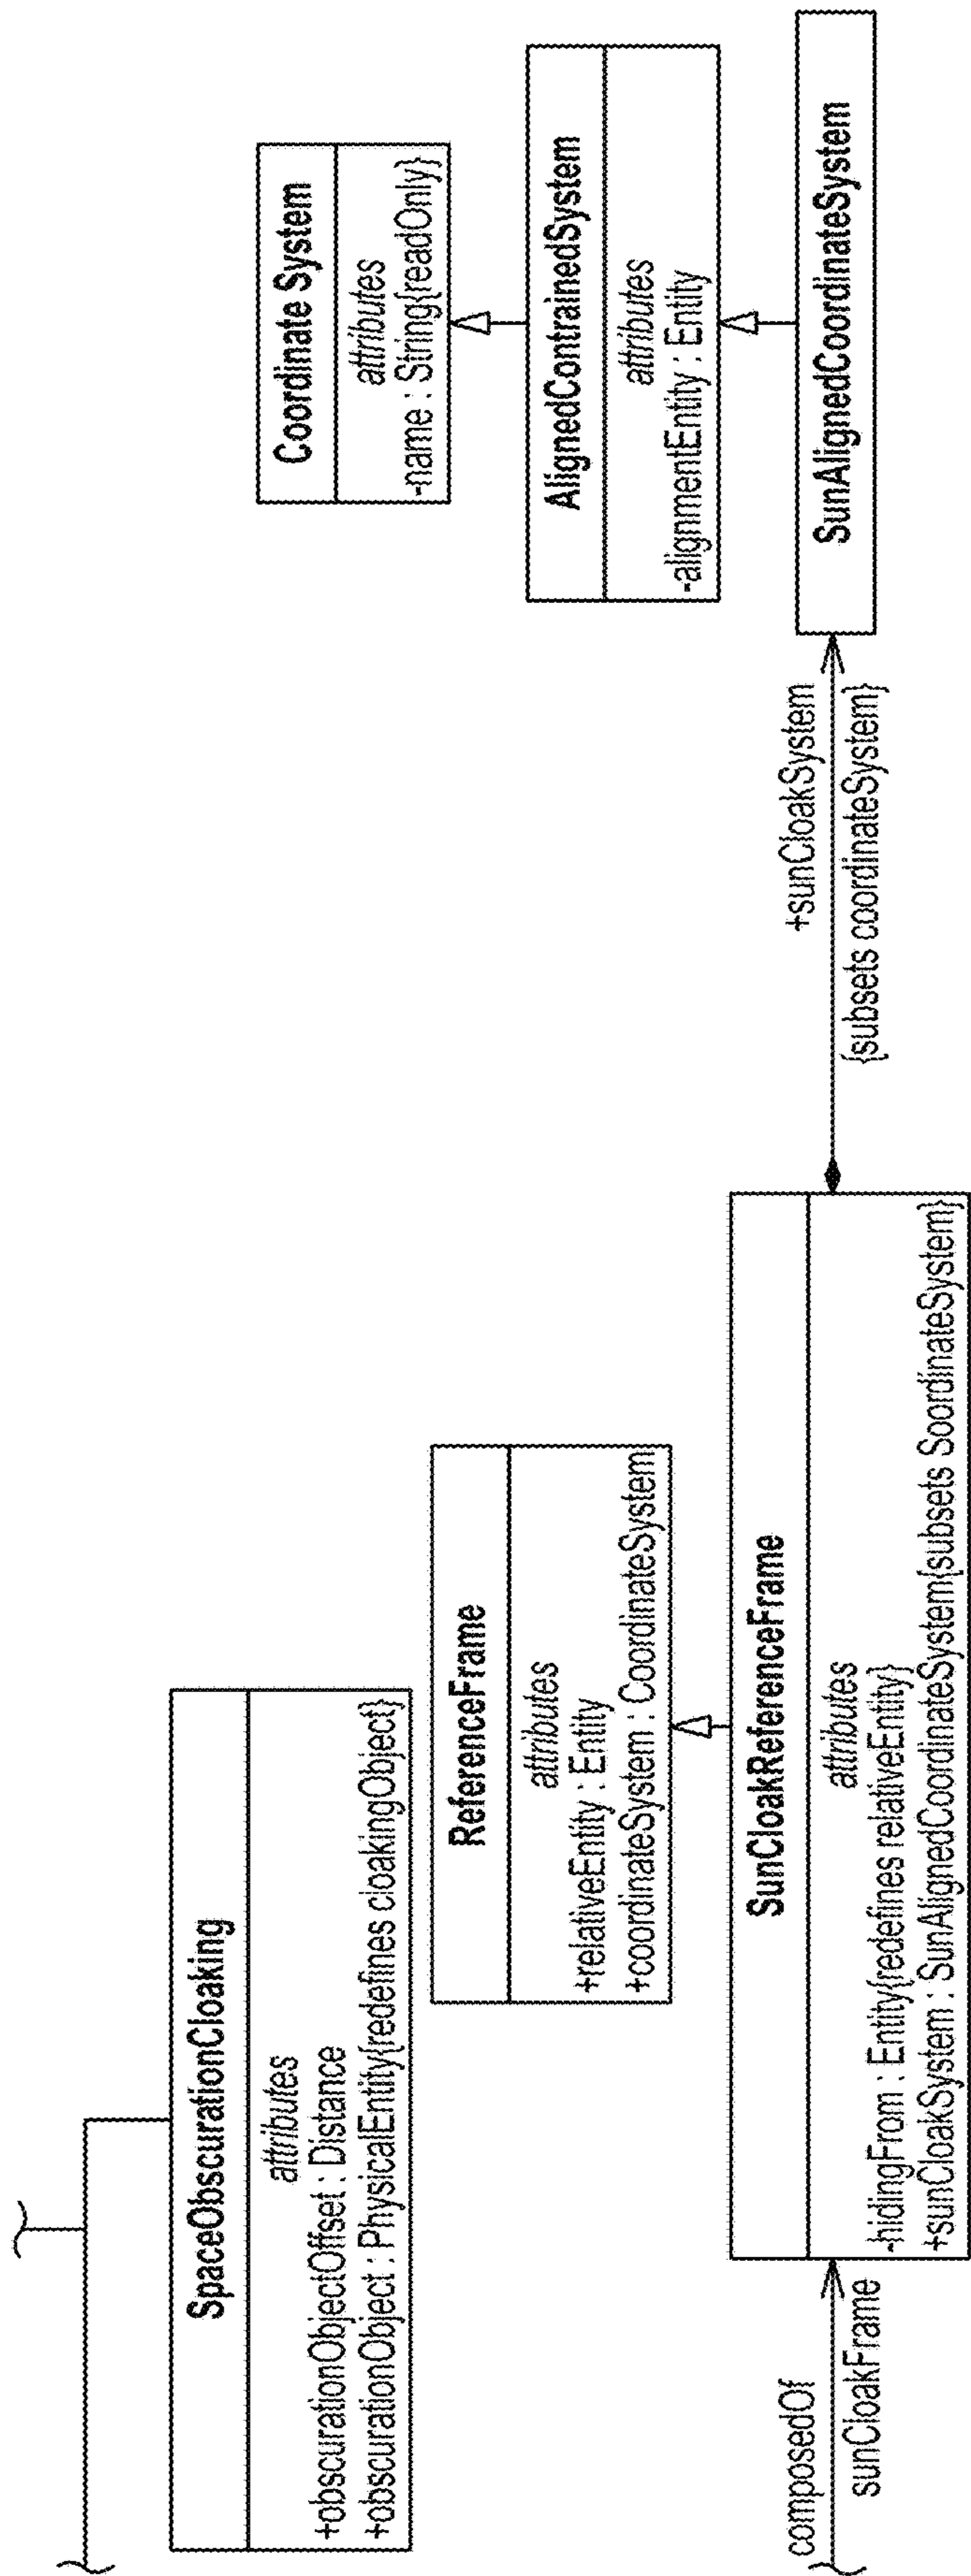 SpaceObscurationCloaking
attributes
+obscurationObjectOffset : Distance
+obscurationObject : PhysicalEntity{redefines cloakingObject}
Coordinate System
attributes
-name : String{readOnly}
ReferenceFrame
attributes
+relativeEntity : Entity
+coordinateSystem : CoordinateSystem
AlignedContrainedSystem
attributes
-alignmentEntity : Entity
composedOf
sunCloakFrame
SunCloakReferenceFrame
attributes
-hidingFrom : Entity{redefines relativeEntity}
+sunCloakSystem : SunAlignedCoordinateSystem{subsets SoordinateSystem}
+sunCloakSystem
{subsets coordinateSystem}
SunAlignedCoordinateSystem